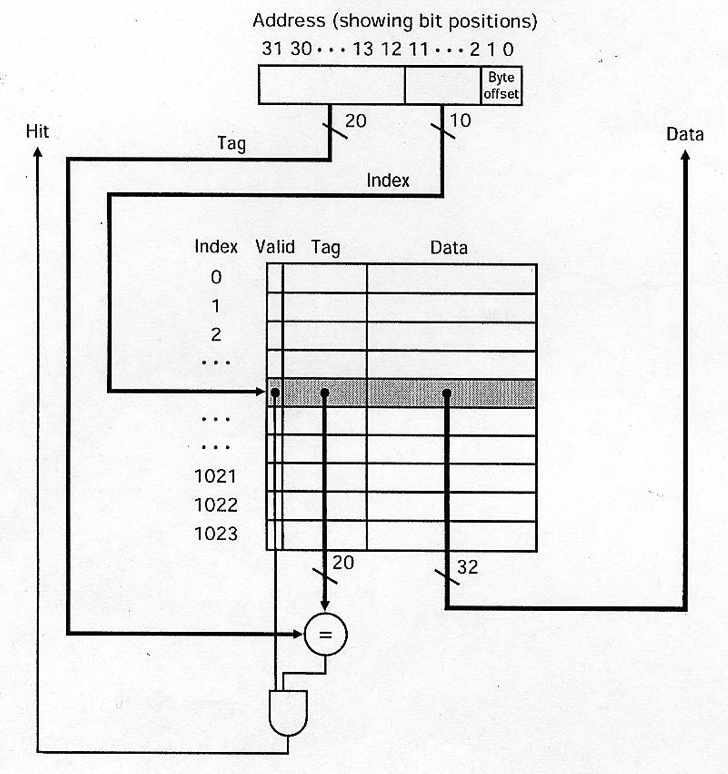 Address (showing bit positions)
31 30 ··· 13 12 11 ··· 2 1 0
Byte
offset
20
10
Hit
Data
Tag
Index
Index Valid Tag Data
0
1
2
···
···
···
1021
1022
1023
20
32
=